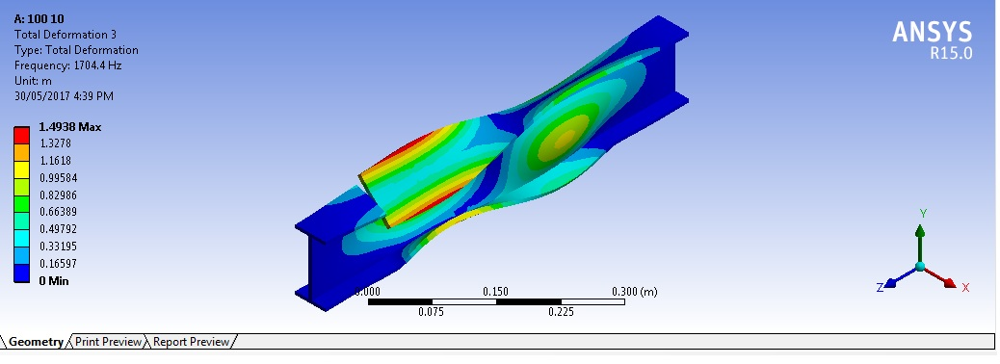 A: 100 10
Total Deformation 3
Type: Total Deformation
Frequency: 1704.4 Hz
Unit: m
30/05/2017 4:39 PM
1.4938 Max
1.3278
1.1618
0.99584
0.82986
0.66389
0.49792
0.33195
0.16597
0 Min
ANSYS
R15.0
0.000 0.150 0.300 (m)
0.075 0.225
Y
Z X
Geometry Print Preview Report Preview